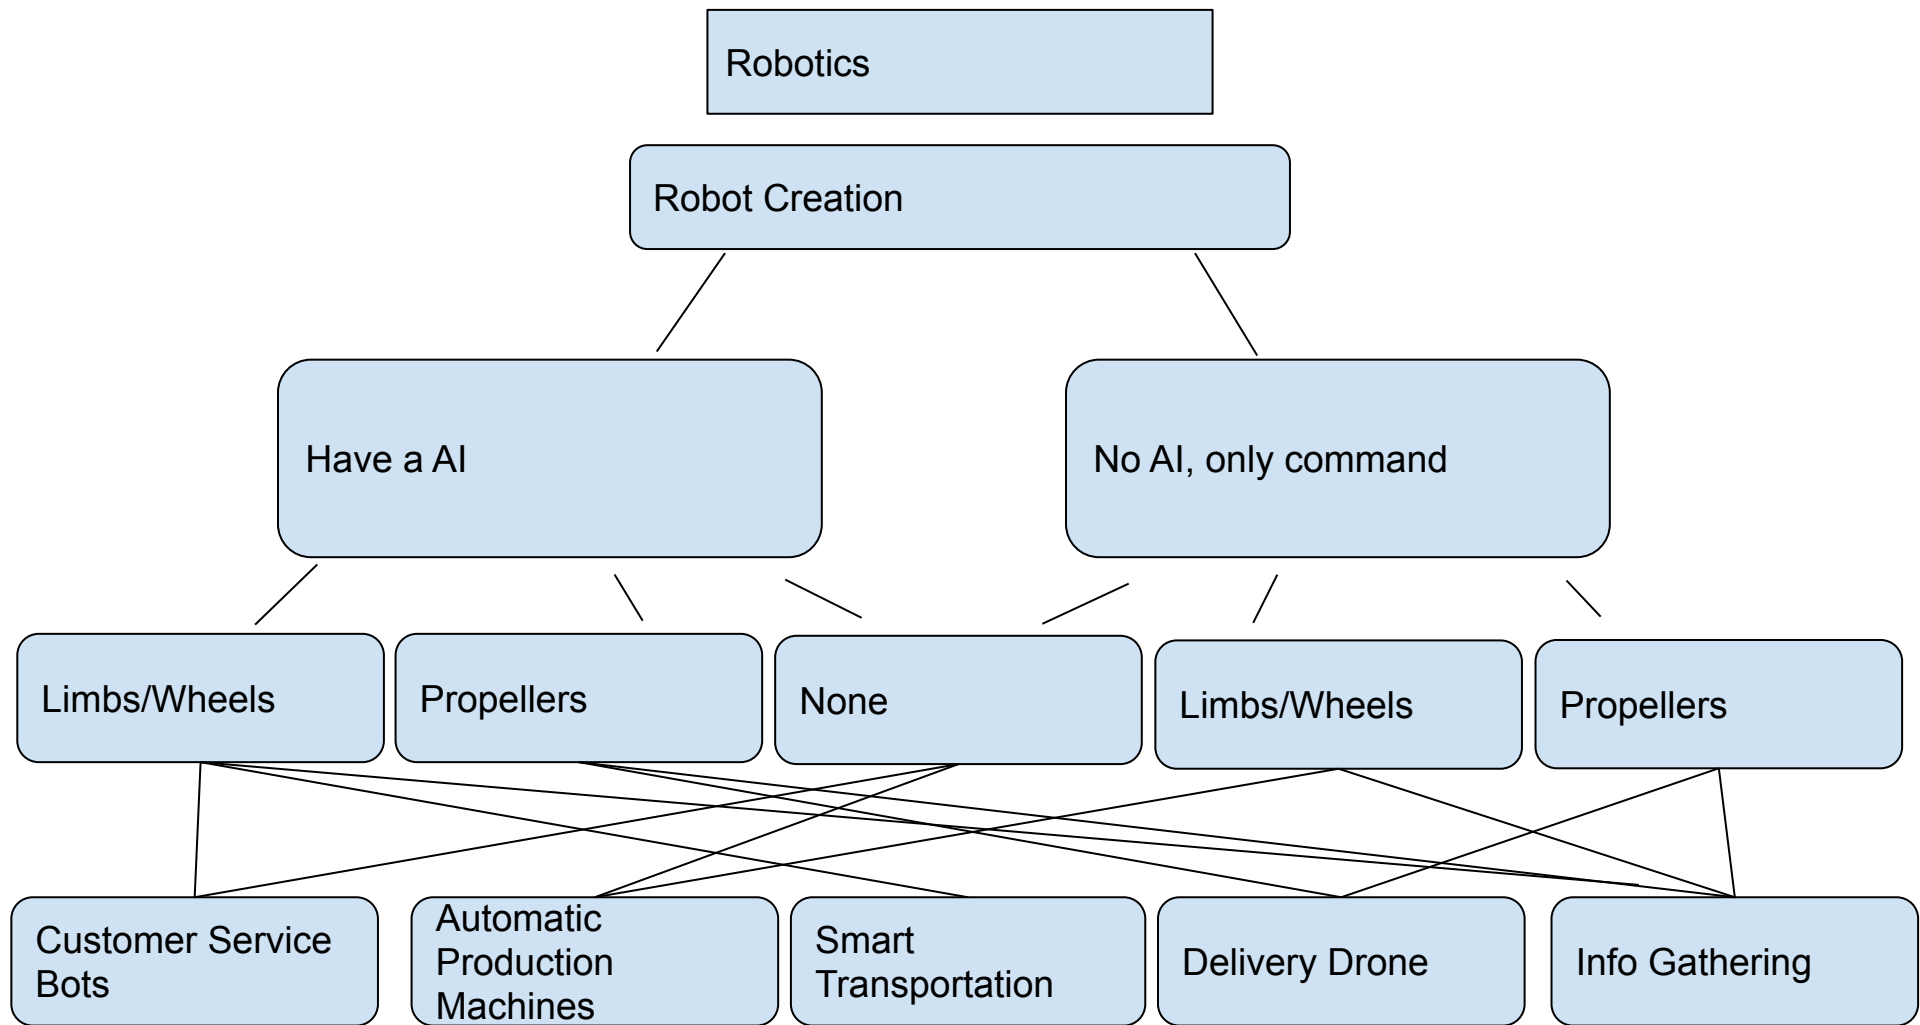 Robotics
Robot Creation
Have a AI
No AI, only command
Limbs/Wheels
Propellers
None
Limbs/Wheels
Propellers
Customer Service
Bots
Automatic
Production
Machines
Smart
Transportation
Delivery Drone
Info Gathering